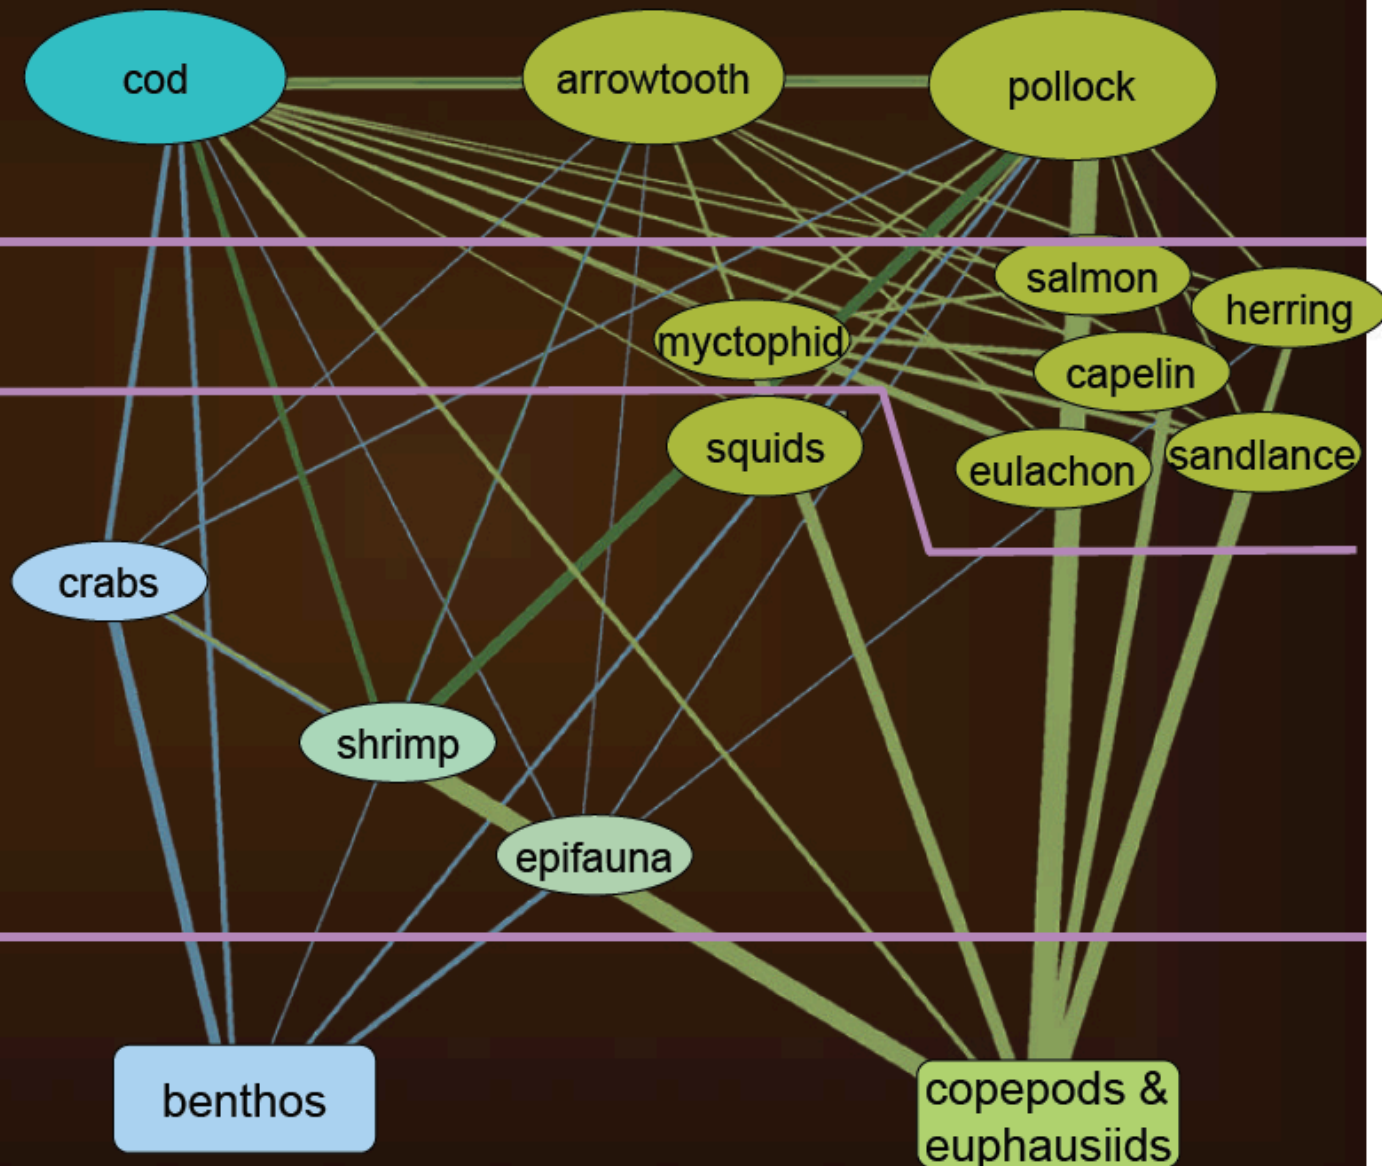 cod
arrowtooth
pollock
salmon
herring
myctophid
capelin
squids
eulachon
sandlance
crabs
shrimp
epifauna
benthos
copepods &
euphausiids